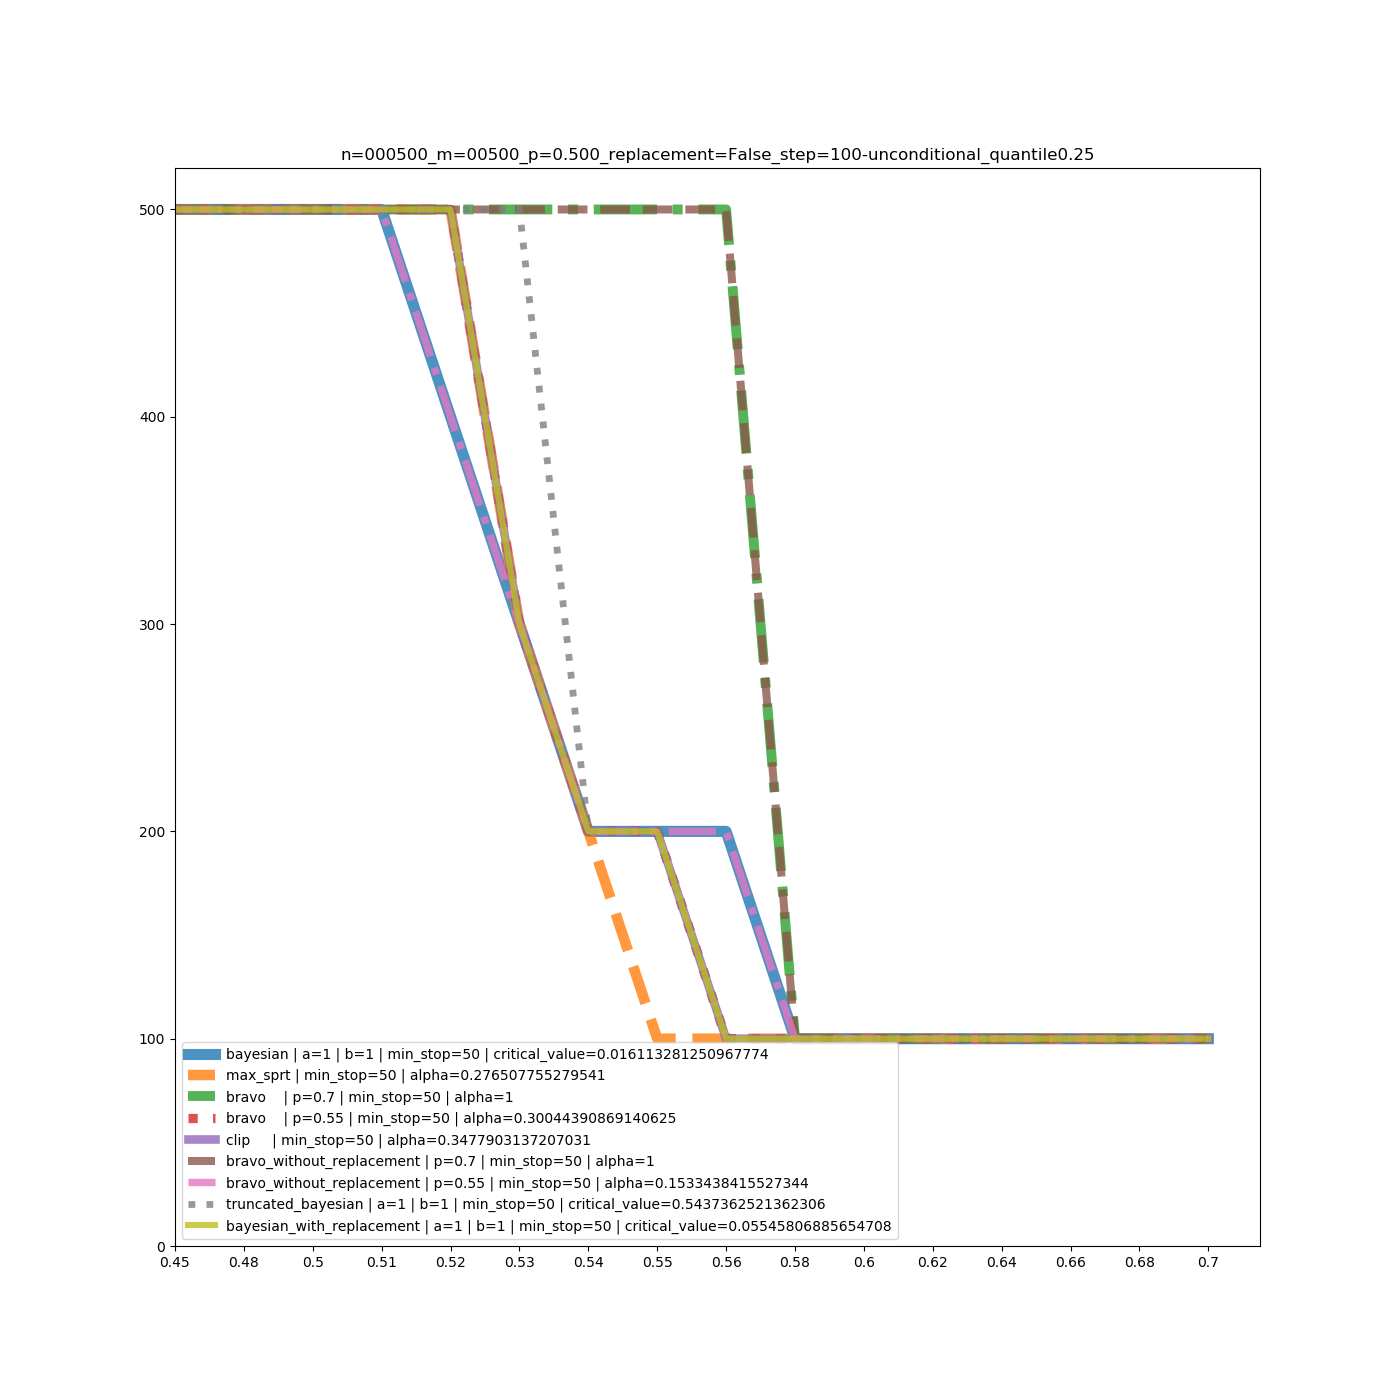 n=000500_m=00500_p=0.500_replacement=False_step=100-unconditional_quantile0.25
500
400
300
200
100
0
bayesian | a=1 | b=1 | min_stop=50 | critical_value=0.016113281250967774
max_sprt | min_stop=50 | alpha=0.276507755279541
bravo | p=0.7 | min_stop=50 | alpha=1
bravo | p=0.55 | min_stop=50 | alpha=0.30044390869140625
clip | min_stop=50 | alpha=0.3477903137207031
bravo_without_replacement | p=0.7 | min_stop=50 | alpha=1
bravo_without_replacement | p=0.55 | min_stop=50 | alpha=0.1533438415527344
truncated_bayesian | a=1 | b=1 | min_stop=50 | critical_value=0.5437362521362306
bayesian_with_replacement | a=1 | b=1 | min_stop=50 | critical_value=0.05545806885654708
0.45 0.48 0.5 0.51 0.52 0.53 0.54 0.55 0.56 0.58 0.6 0.62 0.64 0.66 0.68 0.7